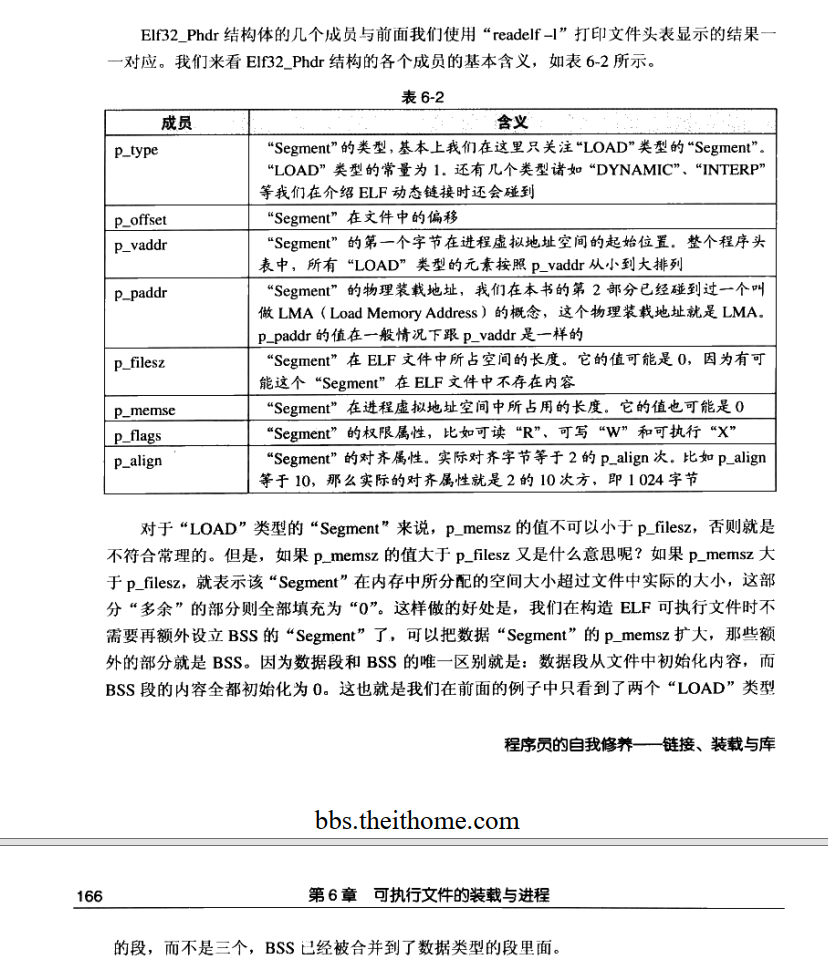 Elf32_Phdr 结构体的几个成员与前面我们使用“readelf –l”打印文件头表显示的结果一
一对应。我们来看 Elf32_Phdr 结构的各个成员的基本含义，如表 6-2 所示。
表 6-2
成员 含义
p_type “Segment”的类型，基本上我们在这里只关注“LOAD”类型的“Segment”。
“LOAD”类型的常量为 1。还有几个类型诸如“DYNAMIC”、“INTERP”
等我们在介绍 ELF 动态链接时还会碰到
p_offset “Segment”在文件中的偏移
p_vaddr “Segment”的第一个字节在进程虚拟地址空间的起始位置。整个程序头
表中，所有“LOAD”类型的元素按照 p_vaddr 从小到大排列
p_paddr “Segment”的物理装载地址，我们在本书的第 2 部分已经碰到过一个叫
做 LMA（Load Memory Address）的概念，这个物理装载地址就是 LMA。
p_paddr 的值在一般情况下跟 p_vaddr 是一样的
p_filesz “Segment”在 ELF 文件中所占空间的长度。它的值可能是 0，因为有可
能这个“Segment”在 ELF 文件中不存在内容
p_memse “Segment”在进程虚拟地址空间中所占用的长度。它的值也可能是 0
p_flags “Segment”的权限属性，比如可读“R”、可写“W”和可执行“X”
p_align “Segment”的对齐属性。实际对齐字节等于 2 的 p_align 次。比如 p_align
等于 10，那么实际的对齐属性就是 2 的 10 次方，即 1 024 字节
对于“LOAD”类型的“Segment”来说，p_memsz 的值不可以小于 p_filesz，否则就是
不符合常理的。但是，如果 p_memsz 的值大于 p_filesz 又是什么意思呢？如果 p_memsz 大
于 p_filesz，就表示该“Segment”在内存中所分配的空间大小超过文件中实际的大小，这部
分“多余”的部分则全部填充为“0”。这样做的好处是，我们在构造 ELF 可执行文件时不
需要再额外设立 BSS 的“Segment”了，可以把数据“Segment”的 p_memsz 扩大，那些额
外的部分就是 BSS。因为数据段和 BSS 的唯一区别就是：数据段从文件中初始化内容，而
BSS 段的内容全都初始化为 0。这也就是我们在前面的例子中只看到了两个“LOAD”类型
程序员的自我修养——链接、装载与库
bbs.theithome.com
166 第 6 章 可执行文件的装载与进程
的段，而不是三个，BSS 已经被合并到了数据类型的段里面。